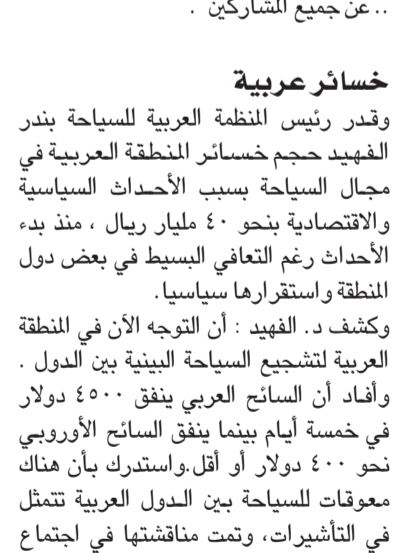 .. عن جميع المشاركين .
خسائر عربية
وقدر رئيس المنظمة العربية للسياحة بندر
الفهيد حجم خسائر المنطقة العربية في
مجال السياحة بسبب الأحداث السياسية
والاقتصادية بنحو ٤٠ مليار ريال ، منذ بدء
الأحداث رغم التعافي البسيط في بعض دول
المنطقة واستقرارها سياسيا.
وكشف د. الفهيد : أن التوجه الآن في المنطقة
العربية لتشجيع السياحة البينية بين الدول .
وأفاد أن السائح العربي ينفق ٤٥٠٠ دولار
في خمسة أيام بينما ينفق السائح الأوروبي
نحو ٤٠٠ دولار أو أقل.واستدرك بأن هناك
معوقات للسياحة بين الدول العربية تتمثل
في التأشيرات، وتمت مناقشتها في اجتماع